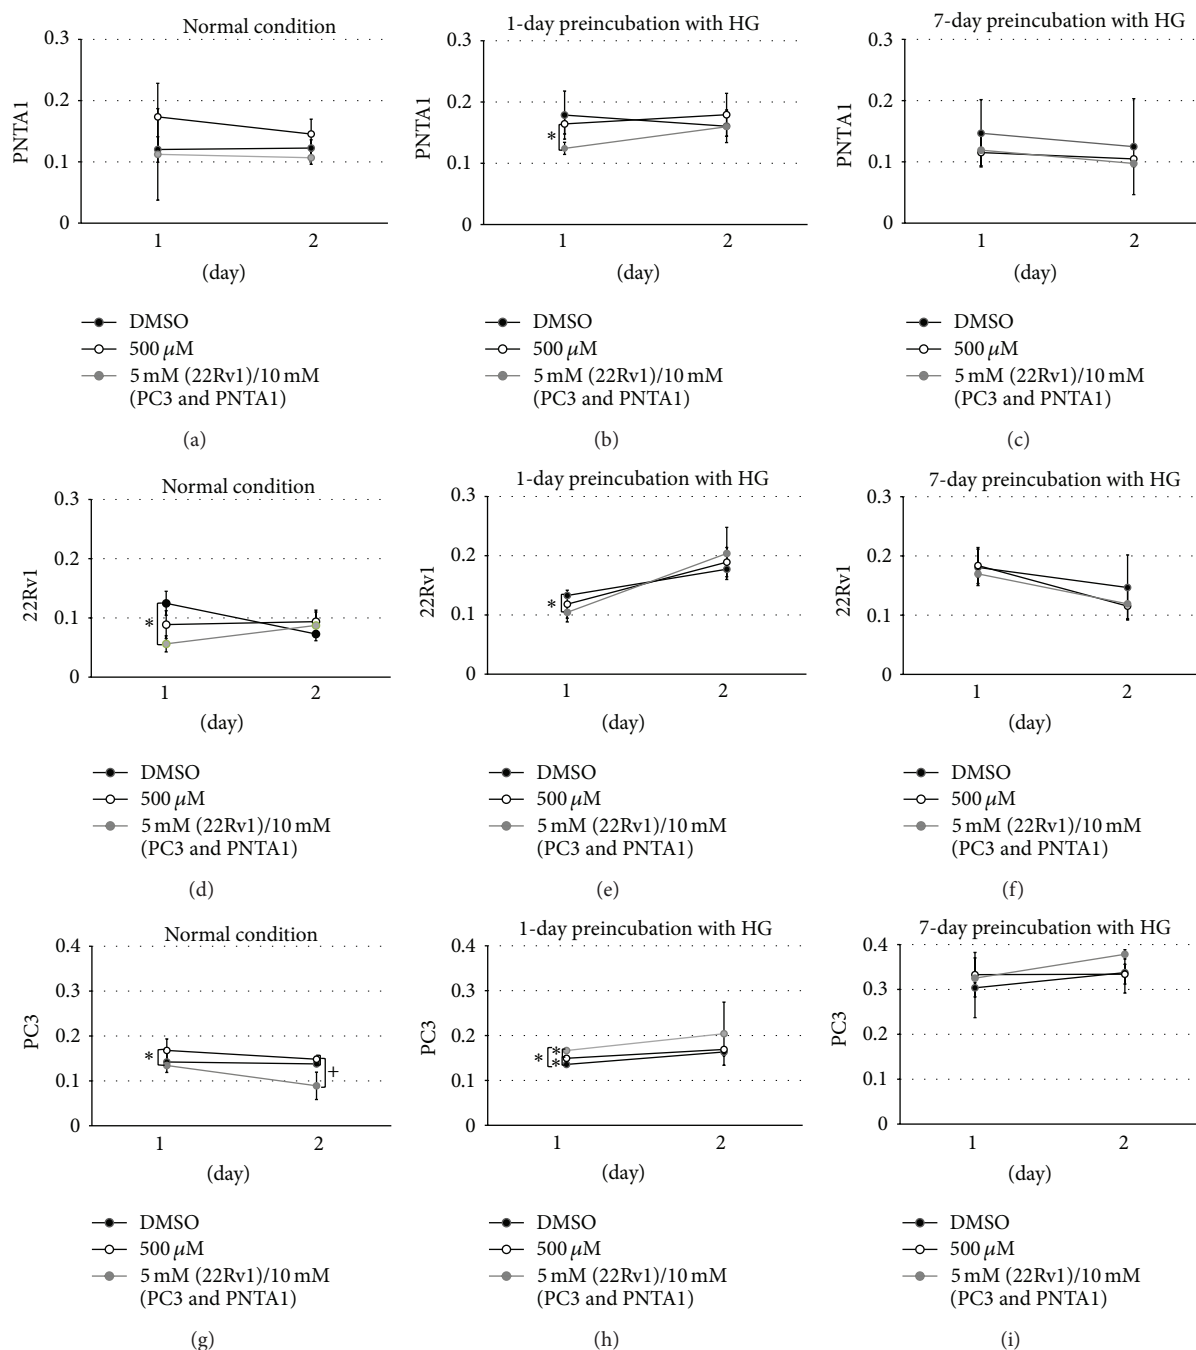 Normal condition
0.3
0.2
0.1
0
PNTA1
1
2
(day)
DMSO
500 μM
5 mM (22Rv1)/10 mM
(PC3 and PNTA1)
(a)
1-day preincubation with HG
0.3
0.2
0.1
0
PNTA1
*
1
2
(day)
DMSO
500 μM
5 mM (22Rv1)/10 mM
(PC3 and PNTA1)
(b)
7-day preincubation with HG
0.3
0.2
0.1
0
PNTA1
1
2
(day)
DMSO
500 μM
5 mM (22Rv1)/10 mM
(PC3 and PNTA1)
(c)
Normal condition
0.3
0.2
0.1
0
22Rv1
*
1
2
(day)
DMSO
500 μM
5 mM (22Rv1)/10 mM
(PC3 and PNTA1)
(d)
1-day preincubation with HG
0.3
0.2
0.1
0
22Rv1
*
1
2
(day)
DMSO
500 μM
5 mM (22Rv1)/10 mM
(PC3 and PNTA1)
(e)
7-day preincubation with HG
0.3
0.2
0.1
0
22Rv1
1
2
(day)
DMSO
500 μM
5 mM (22Rv1)/10 mM
(PC3 and PNTA1)
(f)
Normal condition
0.4
0.3
0.2
0.1
0
PC3
*
+
1
2
(day)
DMSO
500 μM
5 mM (22Rv1)/10 mM
(PC3 and PNTA1)
(g)
1-day preincubation with HG
0.4
0.3
0.2
0.1
0
PC3
*
*
*
1
2
(day)
DMSO
500 μM
5 mM (22Rv1)/10 mM
(PC3 and PNTA1)
(h)
7-day preincubation with HG
0.4
0.3
0.2
0.1
0
PC3
1
2
(day)
DMSO
500 μM
5 mM (22Rv1)/10 mM
(PC3 and PNTA1)
(i)